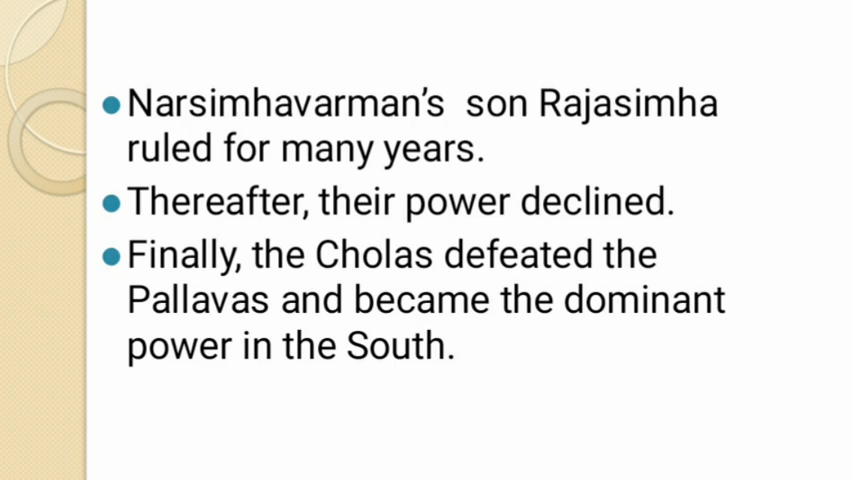 ●Narsimhavarman’s  son Rajasimha
ruled for many years.
●Thereafter, their power declined.
●Finally, the Cholas defeated the
Pallavas and became the dominant
power in the South.